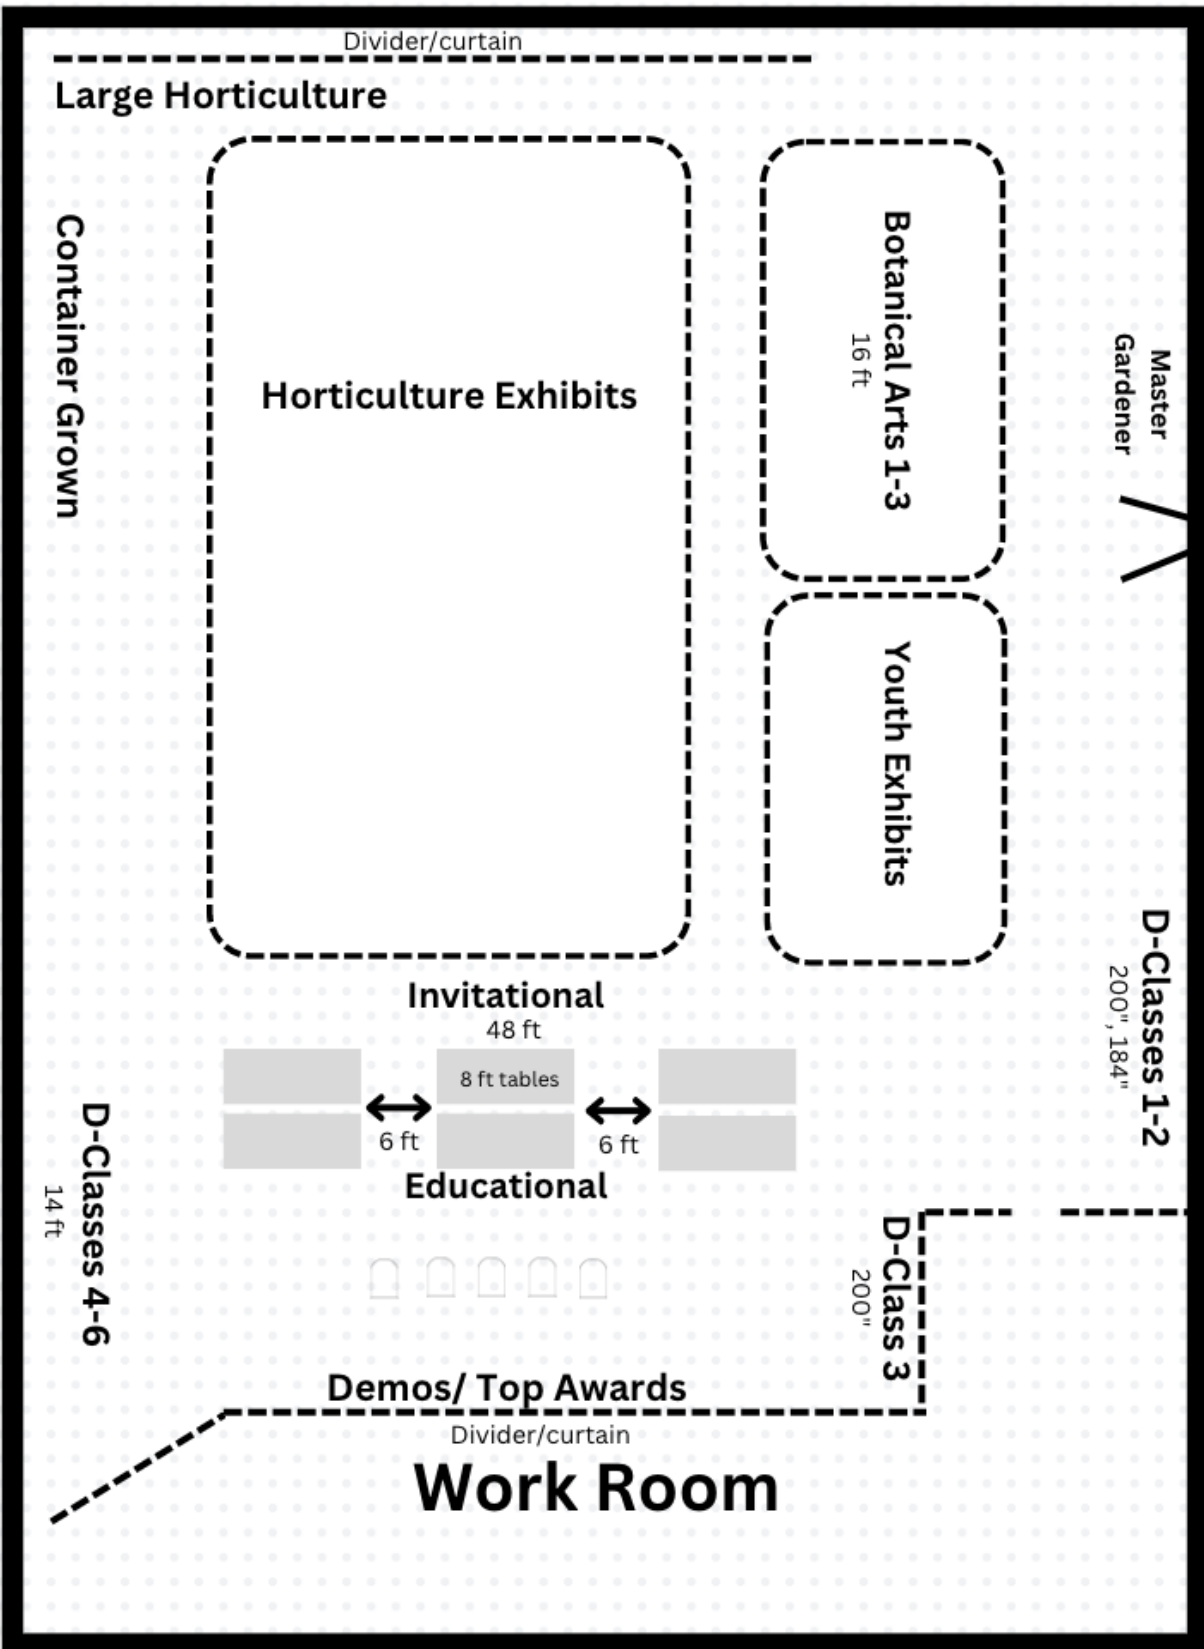 Divider/curtain
Large Horticulture
Container Grown
Horticulture Exhibits
Botanical Arts 1-3
16 ft
Master
Gardener
Youth Exhibits
D-Classes 1-2
200", 184"
Invitational
48 ft
8 ft tables
6 ft
6 ft
Educational
D-Classes 4-6
14 ft
D-Class 3
200"
Demos/ Top Awards
Divider/curtain
Work Room